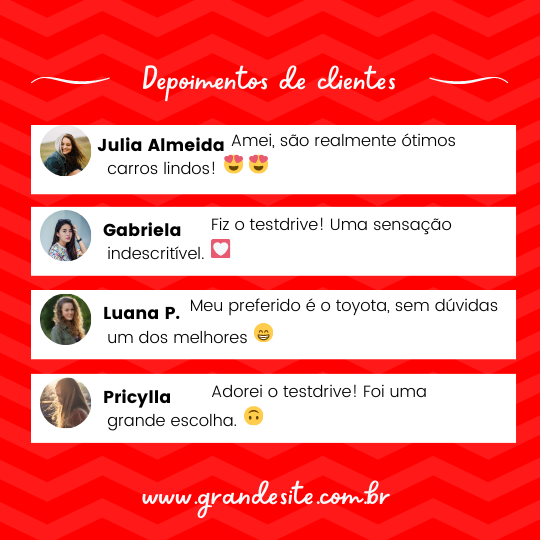 Depoimentos de clientes
Julia Almeida Amei, são realmente ótimos
carros lindos! 😍 😍
Gabriela Fiz o testdrive! Uma sensação
indescritível. 💟
Luana P. Meu preferido é o toyota, sem dúvidas
um dos melhores 😁
Pricylla Adorei o testdrive! Foi uma
grande escolha. 🙃
www.grandesite.com.br